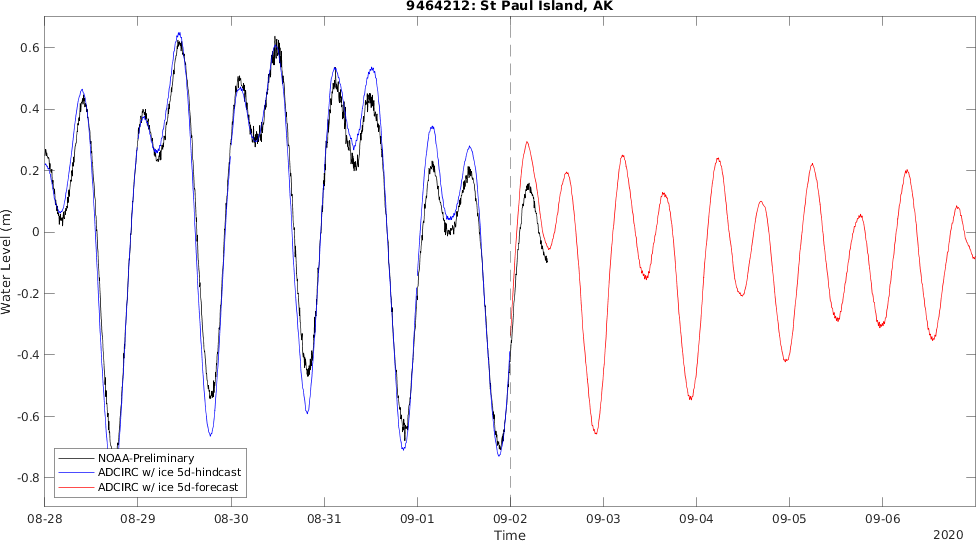 9464212: St Paul Island, AK
Water Level (m)
0.6
0.4
0.2
0
-0.2
-0.4
-0.6
-0.8
NOAA-Preliminary
ADCIRC w/ ice 5d-hindcast
ADCIRC w/ ice 5d-forecast
08-28 08-29 08-30 08-31 09-01 09-02 09-03 09-04 09-05 09-06
Time
2020